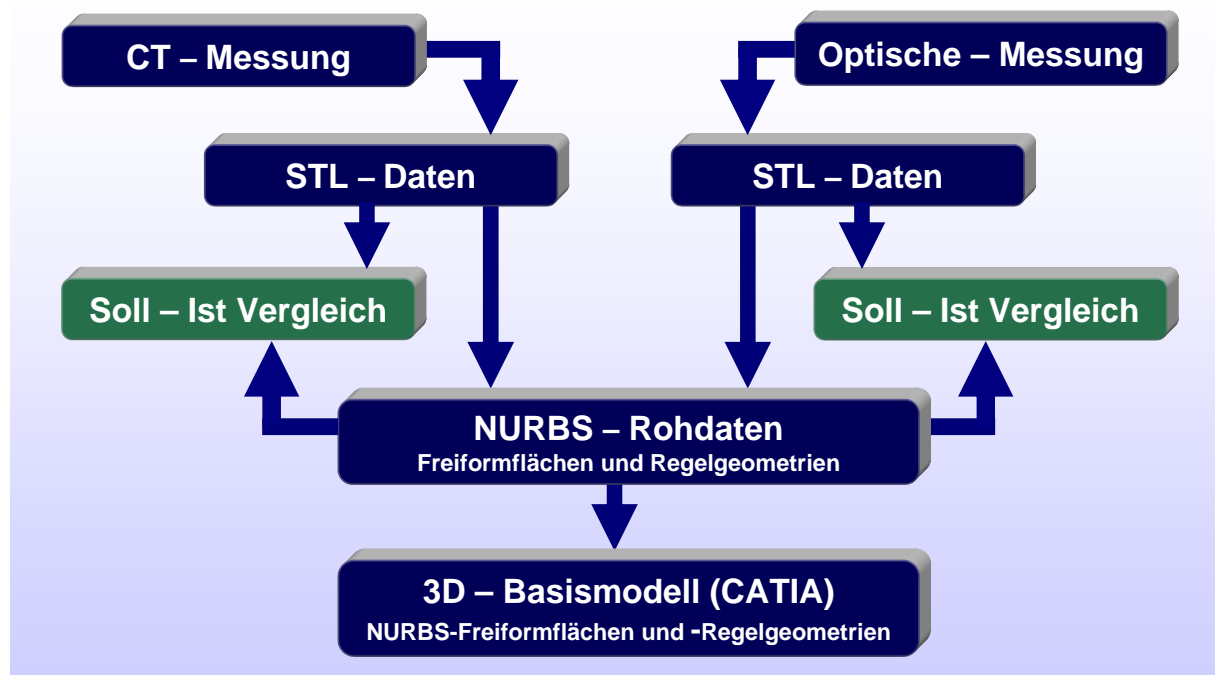 CT – Messung
Optische – Messung
STL – Daten
STL – Daten
Soll – Ist Vergleich
Soll – Ist Vergleich
NURBS – Rohdaten
Freiformflächen und Regelgeometrien
3D – Basismodell (CATIA)
NURBS-Freiformflächen und -Regelgeometrien